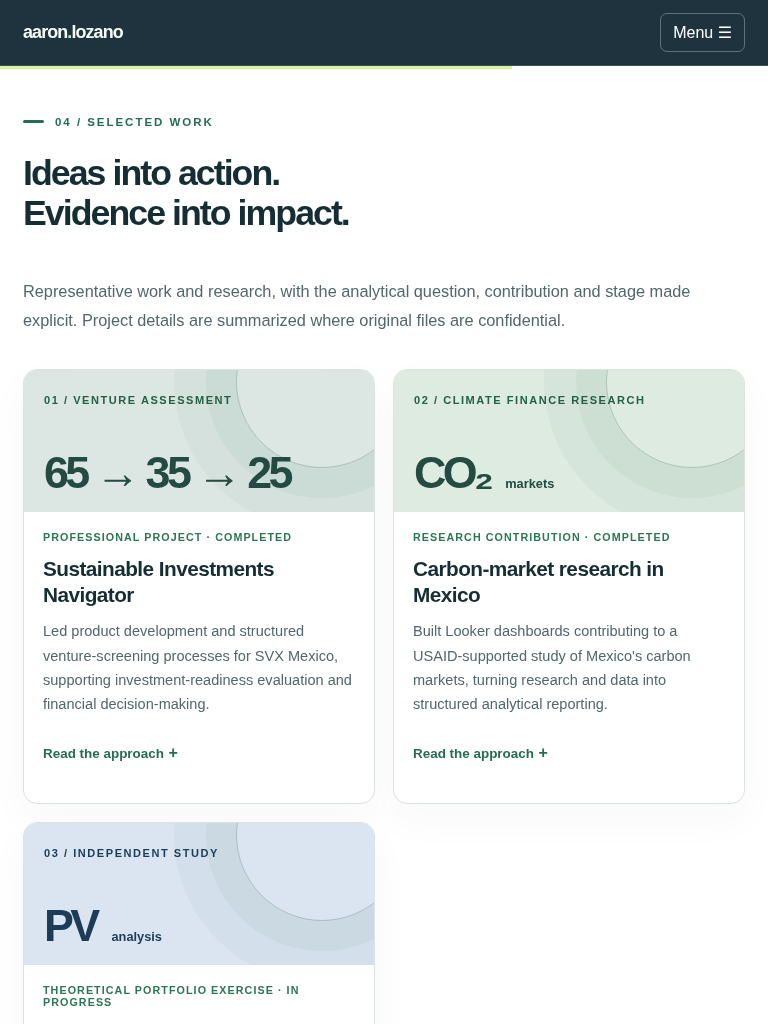 aaron.lozano
Menu ☰
04 / SELECTED WORK
Ideas into action.
Evidence into impact.
Representative work and research, with the analytical question, contribution and stage made
explicit. Project details are summarized where original files are confidential.
01 / VENTURE ASSESSMENT
65 → 35 → 25
PROFESSIONAL PROJECT · COMPLETED
Sustainable Investments
Navigator
Led product development and structured
venture-screening processes for SVX Mexico,
supporting investment-readiness evaluation and
financial decision-making.
Read the approach +
02 / CLIMATE FINANCE RESEARCH
CO₂ markets
RESEARCH CONTRIBUTION · COMPLETED
Carbon-market research in
Mexico
Built Looker dashboards contributing to a
USAID-supported study of Mexico's carbon
markets, turning research and data into
structured analytical reporting.
Read the approach +
03 / INDEPENDENT STUDY
PV analysis
THEORETICAL PORTFOLIO EXERCISE · IN
PROGRESS